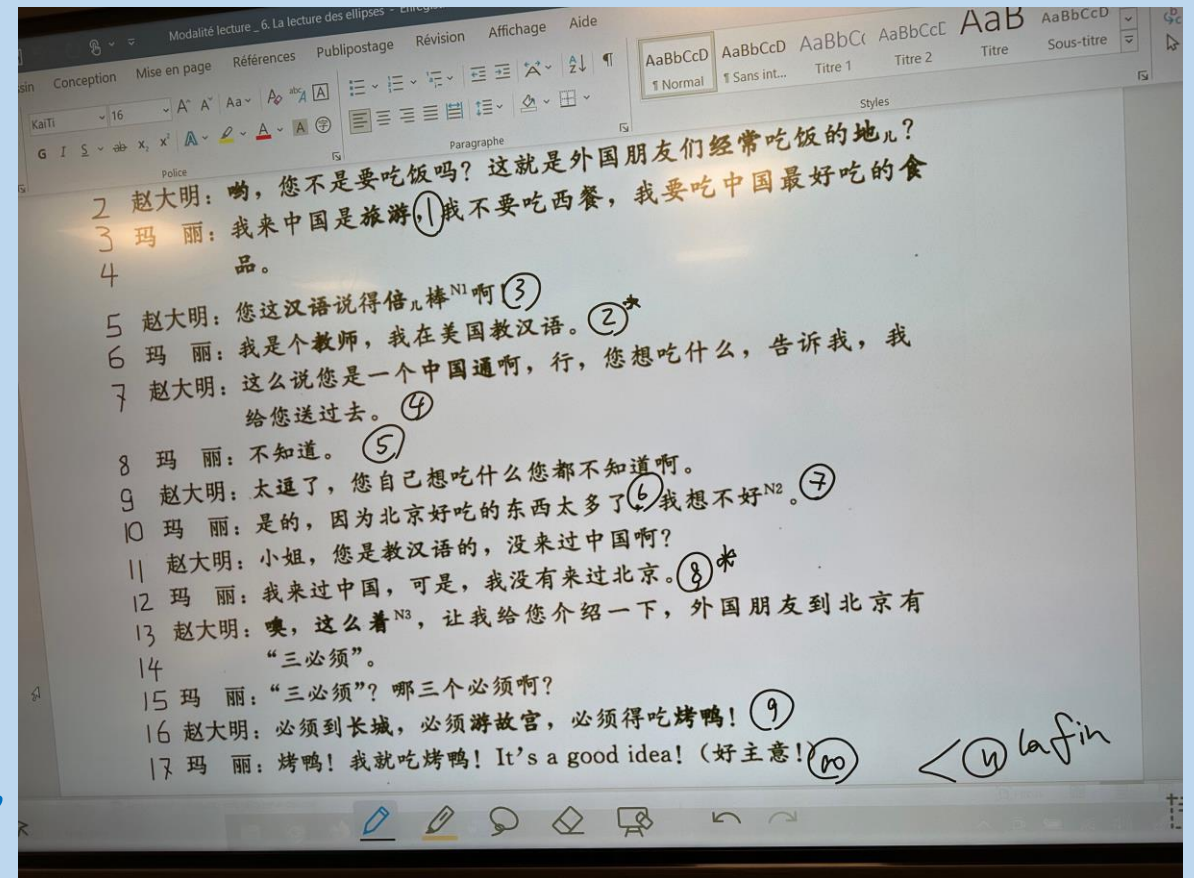 Modalité lecture _ 6. La lecture des ellipses - Enregis
sin Conception Mise en page Références Publipostage Révision Affichage Aide
KaiTi 16 A A Aa A A
G I S ab x₂ x² A A A 字
Police
Paragraphe
AaBbCcD AaBbCcD AaBbC( AaBbCcE AaB AaBbCcD
¶ Normal ¶ Sans int... Titre 1 Titre 2 Titre Sous-titre
Styles
2 赵大明：哟，您不是要吃饭吗？这就是外国朋友们经常吃饭的地儿？
3 玛 丽：我来中国是旅游，①我不要吃西餐，我要吃中国最好吃的食
4 品。
5 赵大明：您这汉语说得倍儿棒N1啊！③
6 玛 丽：我是个教师，我在美国教汉语。②*
7 赵大明：这么说您是一个中国通啊，行，您想吃什么，告诉我，我
给您送过去。④
8 玛 丽：不知道。⑤
9 赵大明：太逗了，您自己想吃什么您都不知道啊。
10 玛 丽：是的，因为北京好吃的东西太多了，⑥我想不好N2。⑦
11 赵大明：小姐，您是教汉语的，没来过中国啊？
12 玛 丽：我来过中国，可是，我没有来过北京。⑧*
13 赵大明：噢，这么着N3，让我给您介绍一下，外国朋友到北京有
14 “三必须”。
15 玛 丽：“三必须”？哪三个必须啊？
16 赵大明：必须到长城，必须游故宫，必须得吃烤鸭！⑨
17 玛 丽：烤鸭！我就吃烤鸭！It's a good idea!（好主意！）⑩
la fin